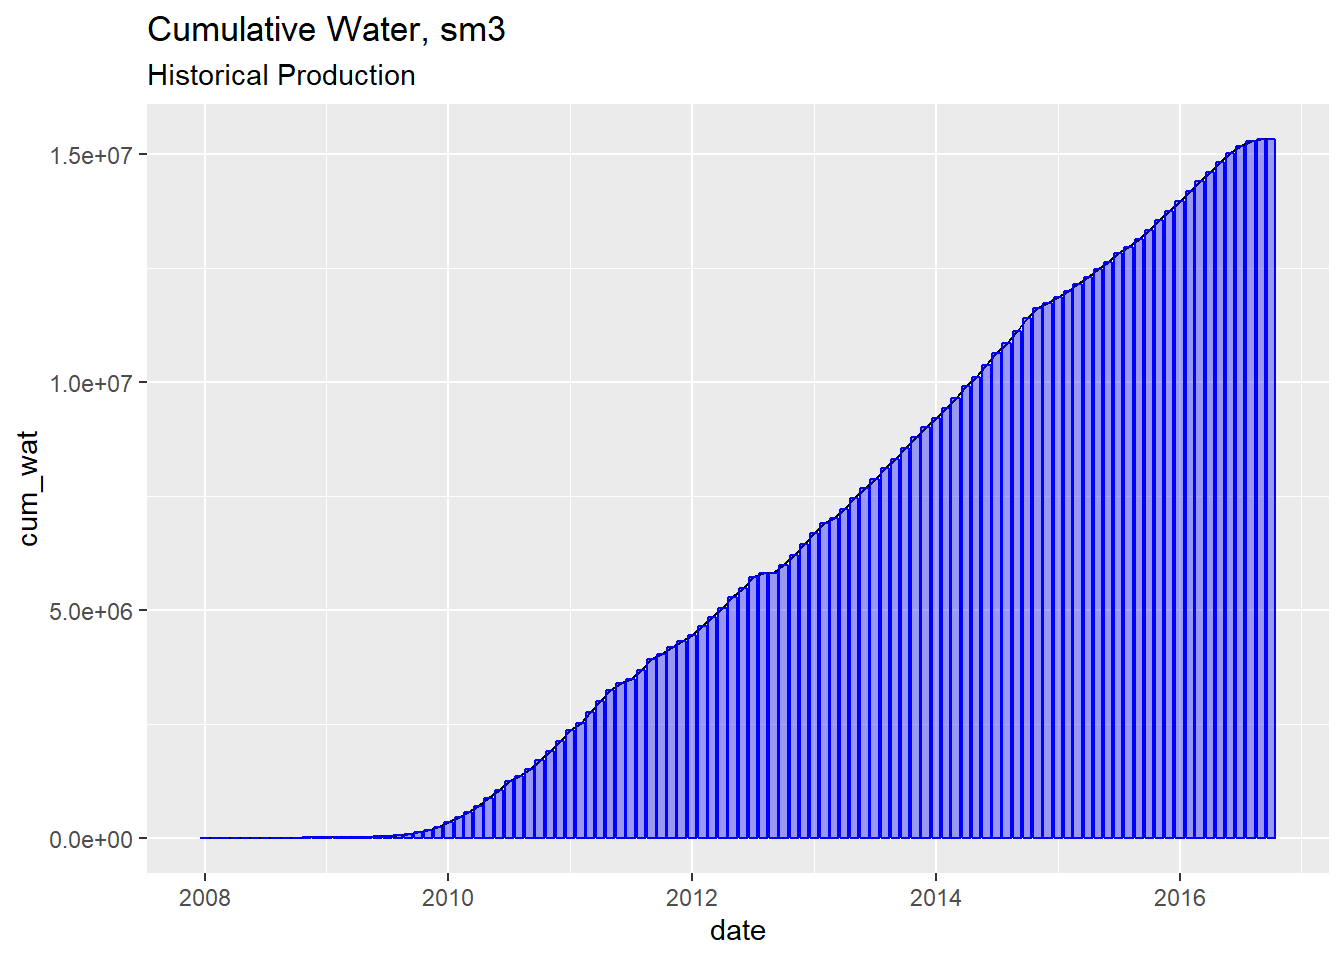 Cumulative Water, sm3
Historical Production
1.5e+07
1.0e+07
5.0e+06
0.0e+00
cum_wat
2008 2010 2012 2014 2016
date